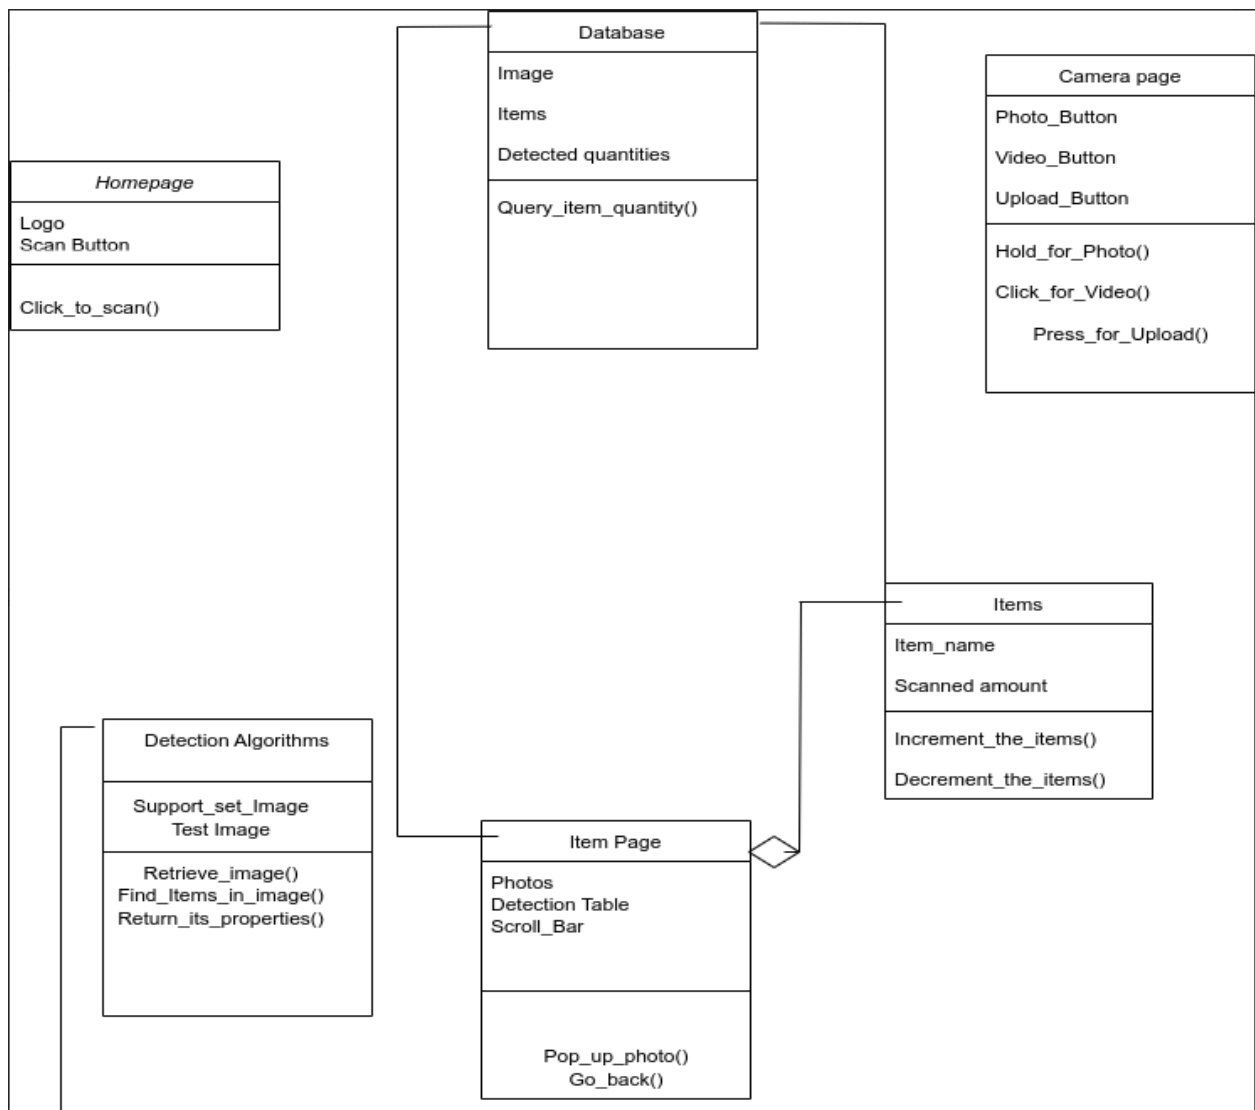 Database
Image
Items
Detected quantities
Query_item_quantity()
Camera page
Photo_Button
Video_Button
Upload_Button
Hold_for_Photo()
Click_for_Video()
Press_for_Upload()
Homepage
Logo
Scan Button
Click_to_scan()
Items
Item_name
Scanned amount
Increment_the_items()
Decrement_the_items()
Detection Algorithms
Support_set_Image
Test Image
Retrieve_image()
Find_Items_in_image()
Return_its_properties()
Item Page
Photos
Detection Table
Scroll_Bar
Pop_up_photo()
Go_back()